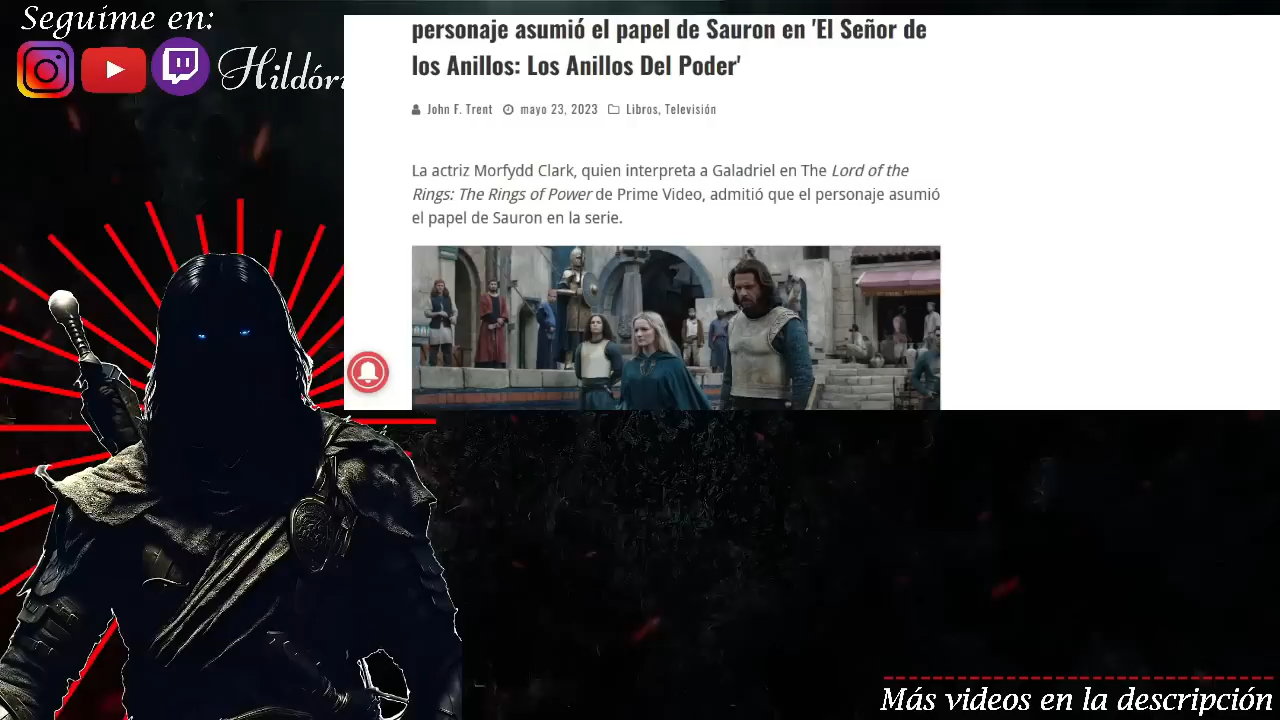 Seguime en:
Hildóri
personaje asumió el papel de Sauron en 'El Señor de
los Anillos: Los Anillos Del Poder'
John F. Trent mayo 23, 2023 Libros, Televisión
La actriz Morfydd Clark, quien interpreta a Galadriel en The Lord of the
Rings: The Rings of Power de Prime Video, admitió que el personaje asumió
el papel de Sauron en la serie.
Más videos en la descripción